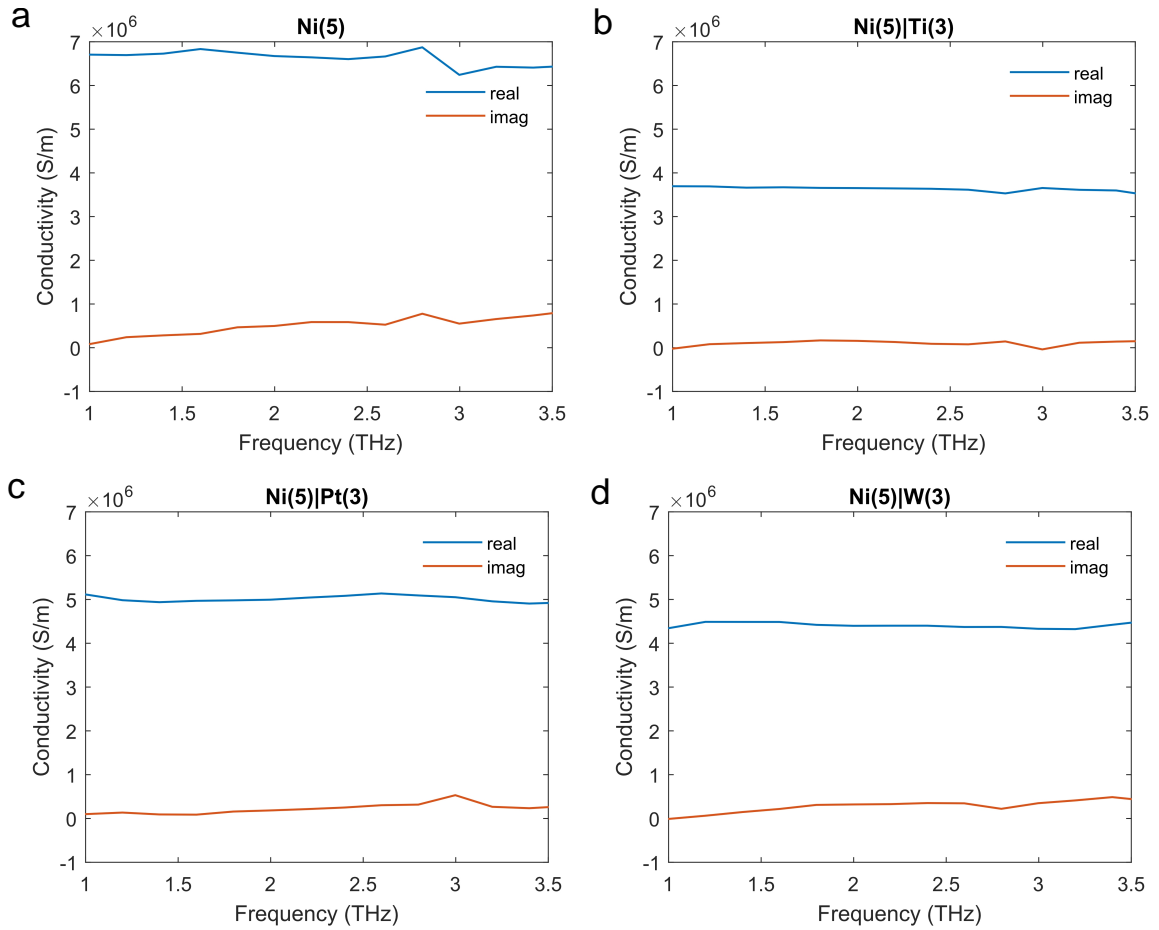 a
×10^6
Ni(5)
7
6
5
4
3
2
1
0
-1
Conductivity (S/m)
real
imag
1
1.5
2
2.5
3
3.5
Frequency (THz)
b
×10^6
Ni(5)|Ti(3)
7
6
5
4
3
2
1
0
-1
Conductivity (S/m)
real
imag
1
1.5
2
2.5
3
3.5
Frequency (THz)
c
×10^6
Ni(5)|Pt(3)
7
6
5
4
3
2
1
0
-1
Conductivity (S/m)
real
imag
1
1.5
2
2.5
3
3.5
Frequency (THz)
d
×10^6
Ni(5)|W(3)
7
6
5
4
3
2
1
0
-1
Conductivity (S/m)
real
imag
1
1.5
2
2.5
3
3.5
Frequency (THz)